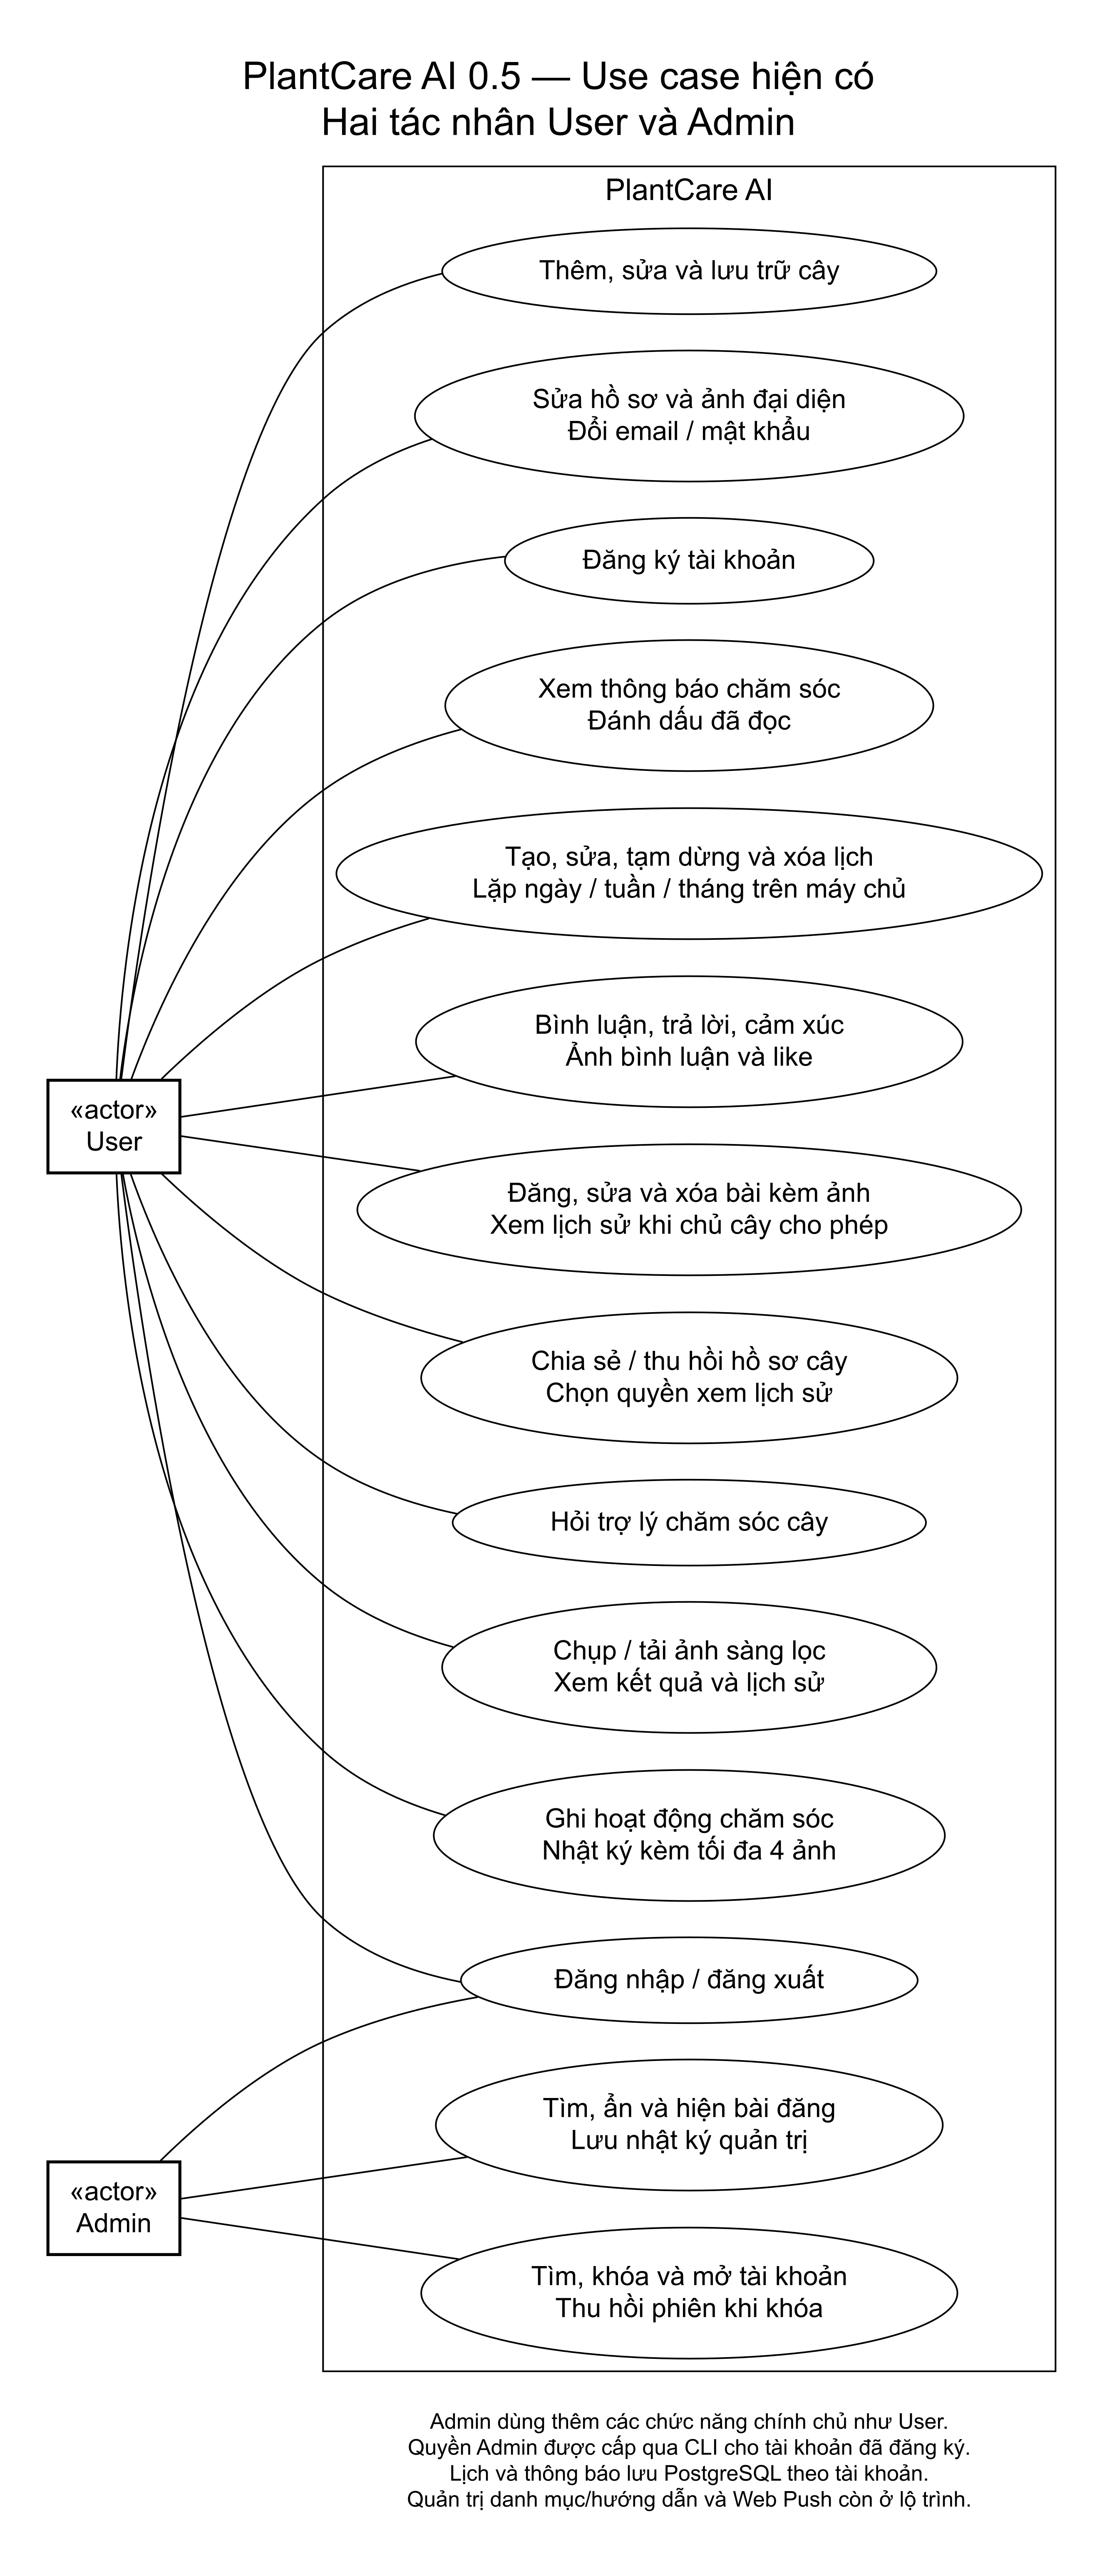 PlantCare AI 0.5 — Use case hiện có
Hai tác nhân User và Admin
PlantCare AI
Thêm, sửa và lưu trữ cây
Sửa hồ sơ và ảnh đại diện
Đổi email / mật khẩu
Đăng ký tài khoản
Xem thông báo chăm sóc
Đánh dấu đã đọc
Tạo, sửa, tạm dừng và xóa lịch
Lặp ngày / tuần / tháng trên máy chủ
Bình luận, trả lời, cảm xúc
Ảnh bình luận và like
«actor»
User
Đăng, sửa và xóa bài kèm ảnh
Xem lịch sử khi chủ cây cho phép
Chia sẻ / thu hồi hồ sơ cây
Chọn quyền xem lịch sử
Hỏi trợ lý chăm sóc cây
Chụp / tải ảnh sàng lọc
Xem kết quả và lịch sử
Ghi hoạt động chăm sóc
Nhật ký kèm tối đa 4 ảnh
Đăng nhập / đăng xuất
Tìm, ẩn và hiện bài đăng
Lưu nhật ký quản trị
«actor»
Admin
Tìm, khóa và mở tài khoản
Thu hồi phiên khi khóa
Admin dùng thêm các chức năng chính chủ như User.
Quyền Admin được cấp qua CLI cho tài khoản đã đăng ký.
Lịch và thông báo lưu PostgreSQL theo tài khoản.
Quản trị danh mục/hướng dẫn và Web Push còn ở lộ trình.